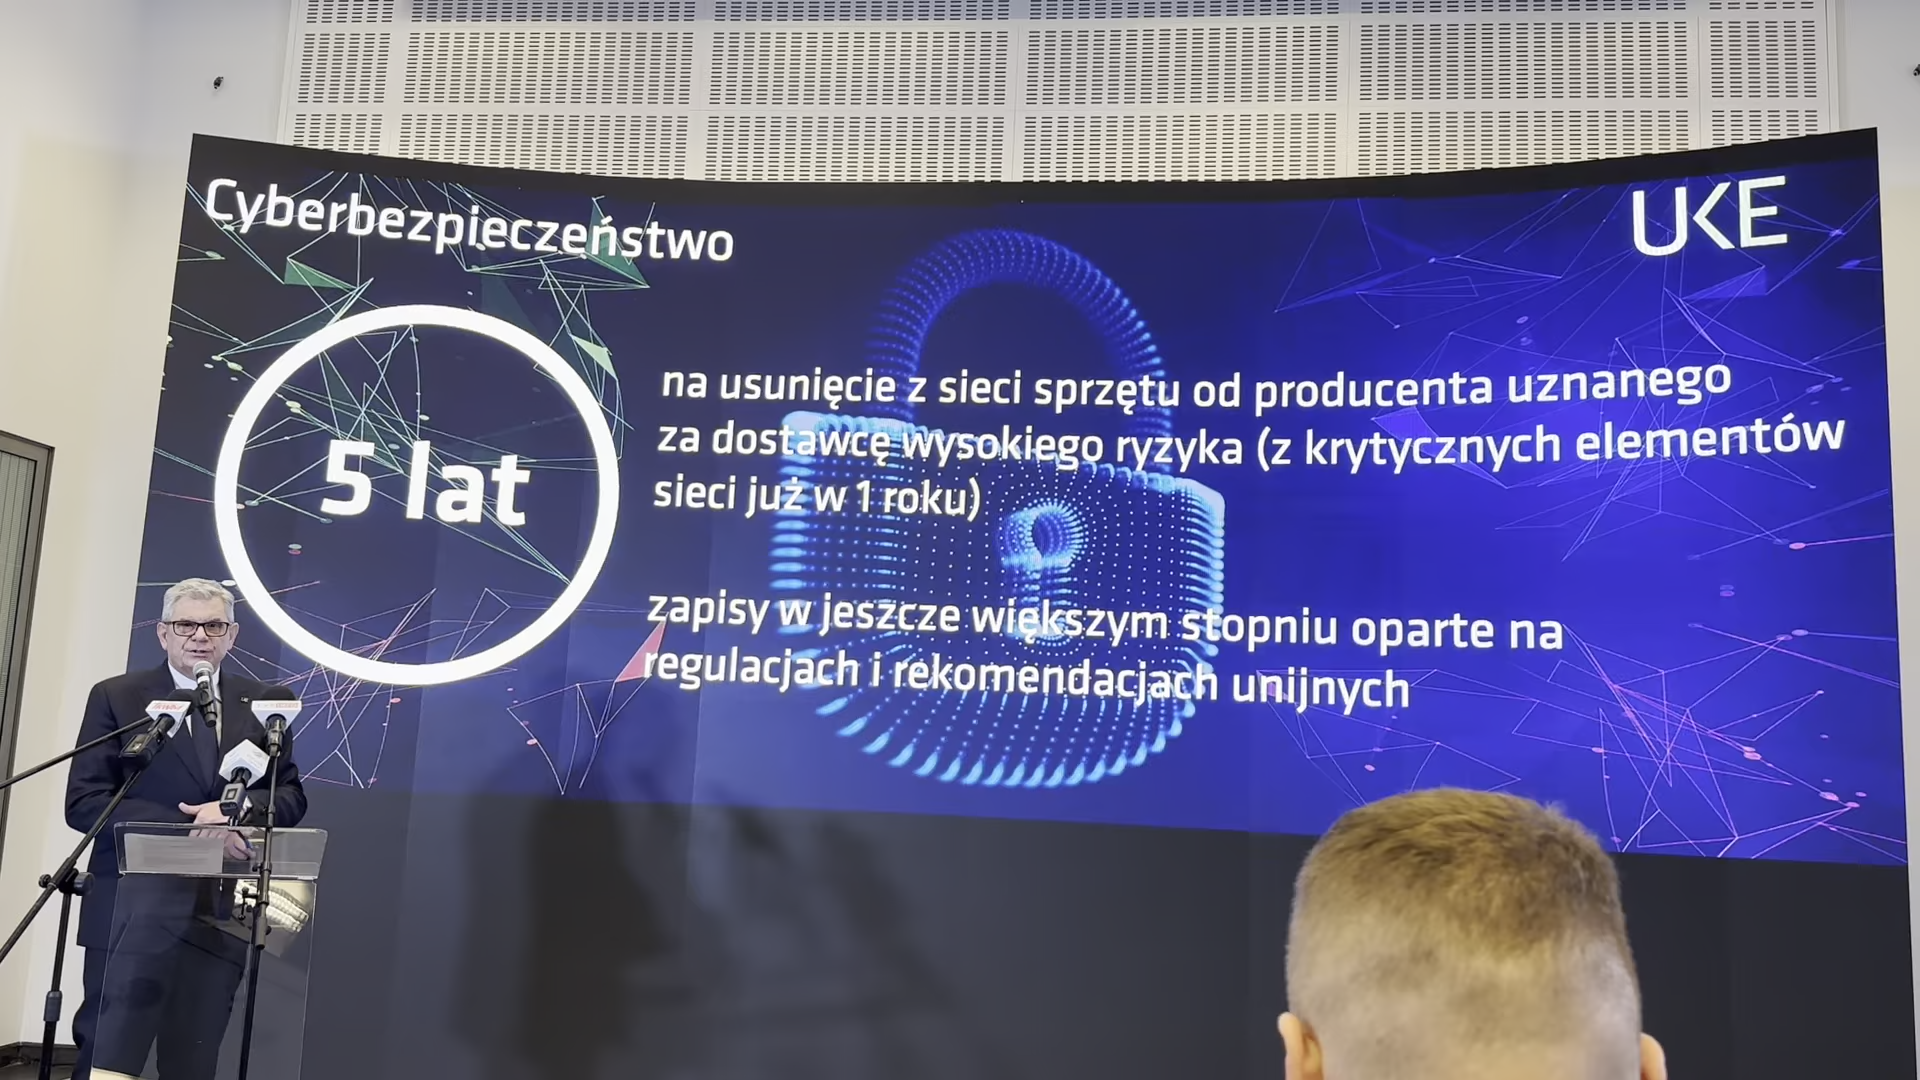 Cyberbezpieczeństwo
UKE
5 lat
na usunięcie z sieci sprzętu od producenta uznanego
za dostawcę wysokiego ryzyka (z krytycznych elementów
sieci już w 1 roku)
zapisy w jeszcze większym stopniu oparte na
regulacjach i rekomendacjach unijnych